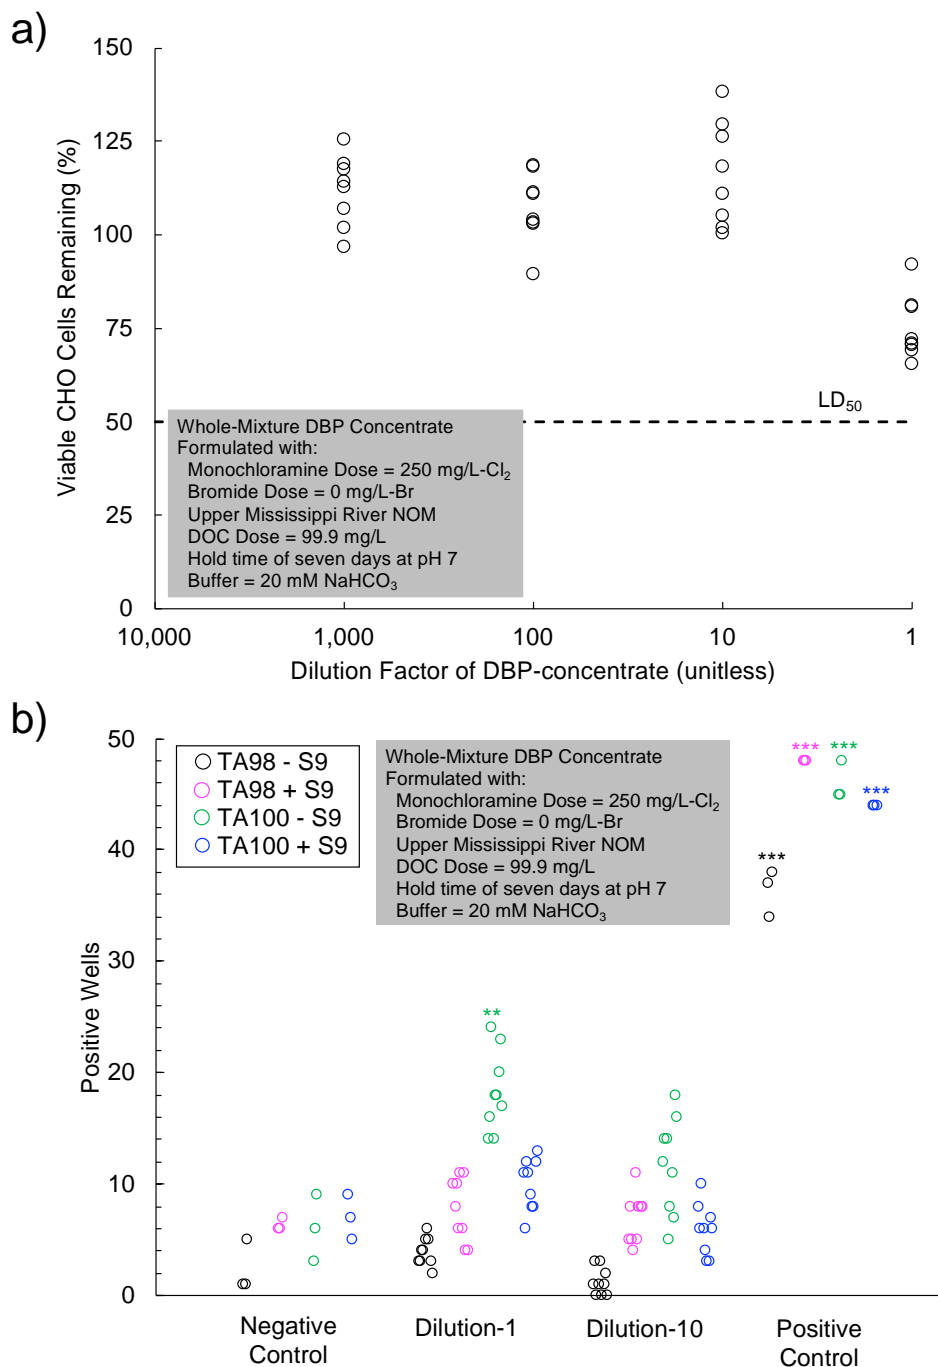 a)
150
125
100
75
50
25
0
Viable CHO Cells Remaining (%)
LD50
Whole-Mixture DBP Concentrate
Formulated with:
Monochloramine Dose = 250 mg/L-Cl2
Bromide Dose = 0 mg/L-Br
Upper Mississippi River NOM
DOC Dose = 99.9 mg/L
Hold time of seven days at pH 7
Buffer = 20 mM NaHCO3
10,000 1,000 100 10 1
Dilution Factor of DBP-concentrate (unitless)
b)
50
40
30
20
10
0
Positive Wells
TA98 - S9
TA98 + S9
TA100 - S9
TA100 + S9
Whole-Mixture DBP Concentrate
Formulated with:
Monochloramine Dose = 250 mg/L-Cl2
Bromide Dose = 0 mg/L-Br
Upper Mississippi River NOM
DOC Dose = 99.9 mg/L
Hold time of seven days at pH 7
Buffer = 20 mM NaHCO3
*** ***
***
***
**
Negative Control
Dilution-1
Dilution-10
Positive Control